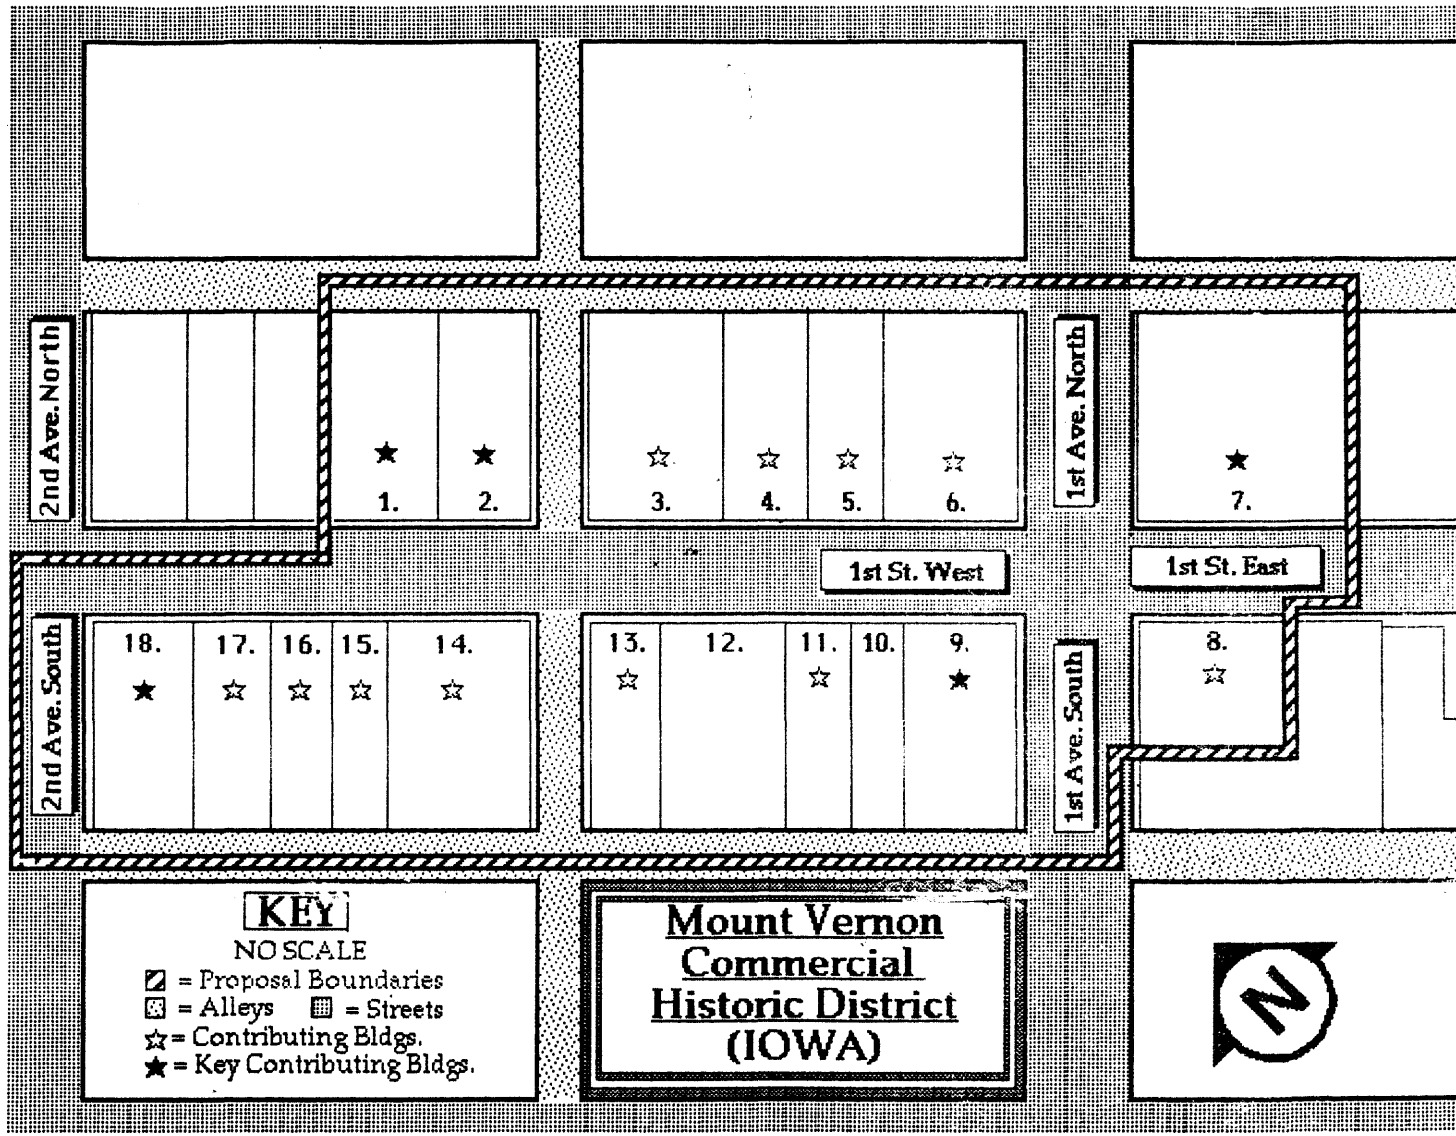 2nd Ave. North
1.
2.
3.
4.
5.
6.
1st Ave. North
7.
1st St. West
1st St. East
2nd Ave. South
18.
17.
16.
15.
14.
13.
12.
11.
10.
9.
1st Ave. South
8.
KEY
NO SCALE
= Proposal Boundaries
= Alleys = Streets
= Contributing Bldgs.
= Key Contributing Bldgs.
Mount Vernon
Commercial
Historic District
(IOWA)
N